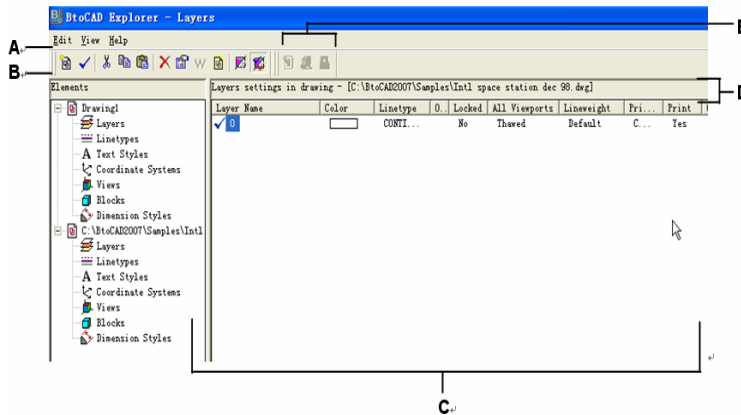 BtoCAD Explorer - Layers
A
Edit View Help
B
Elements
Layers settings in drawing - [C:\BtoCAD2007\Samples\Intl space station dec 98.dwg]
Layer Name Color Linetype O.. Locked All Viewports Lineweight Pri... Print
0 CONTI... No Thawed Default C... Yes
Drawing1
Layers
Linetypes
A Text Styles
Coordinate Systems
Views
Blocks
Dimension Styles
C:\BtoCAD2007\Samples\Intl
Layers
Linetypes
A Text Styles
Coordinate Systems
Views
Blocks
Dimension Styles
C